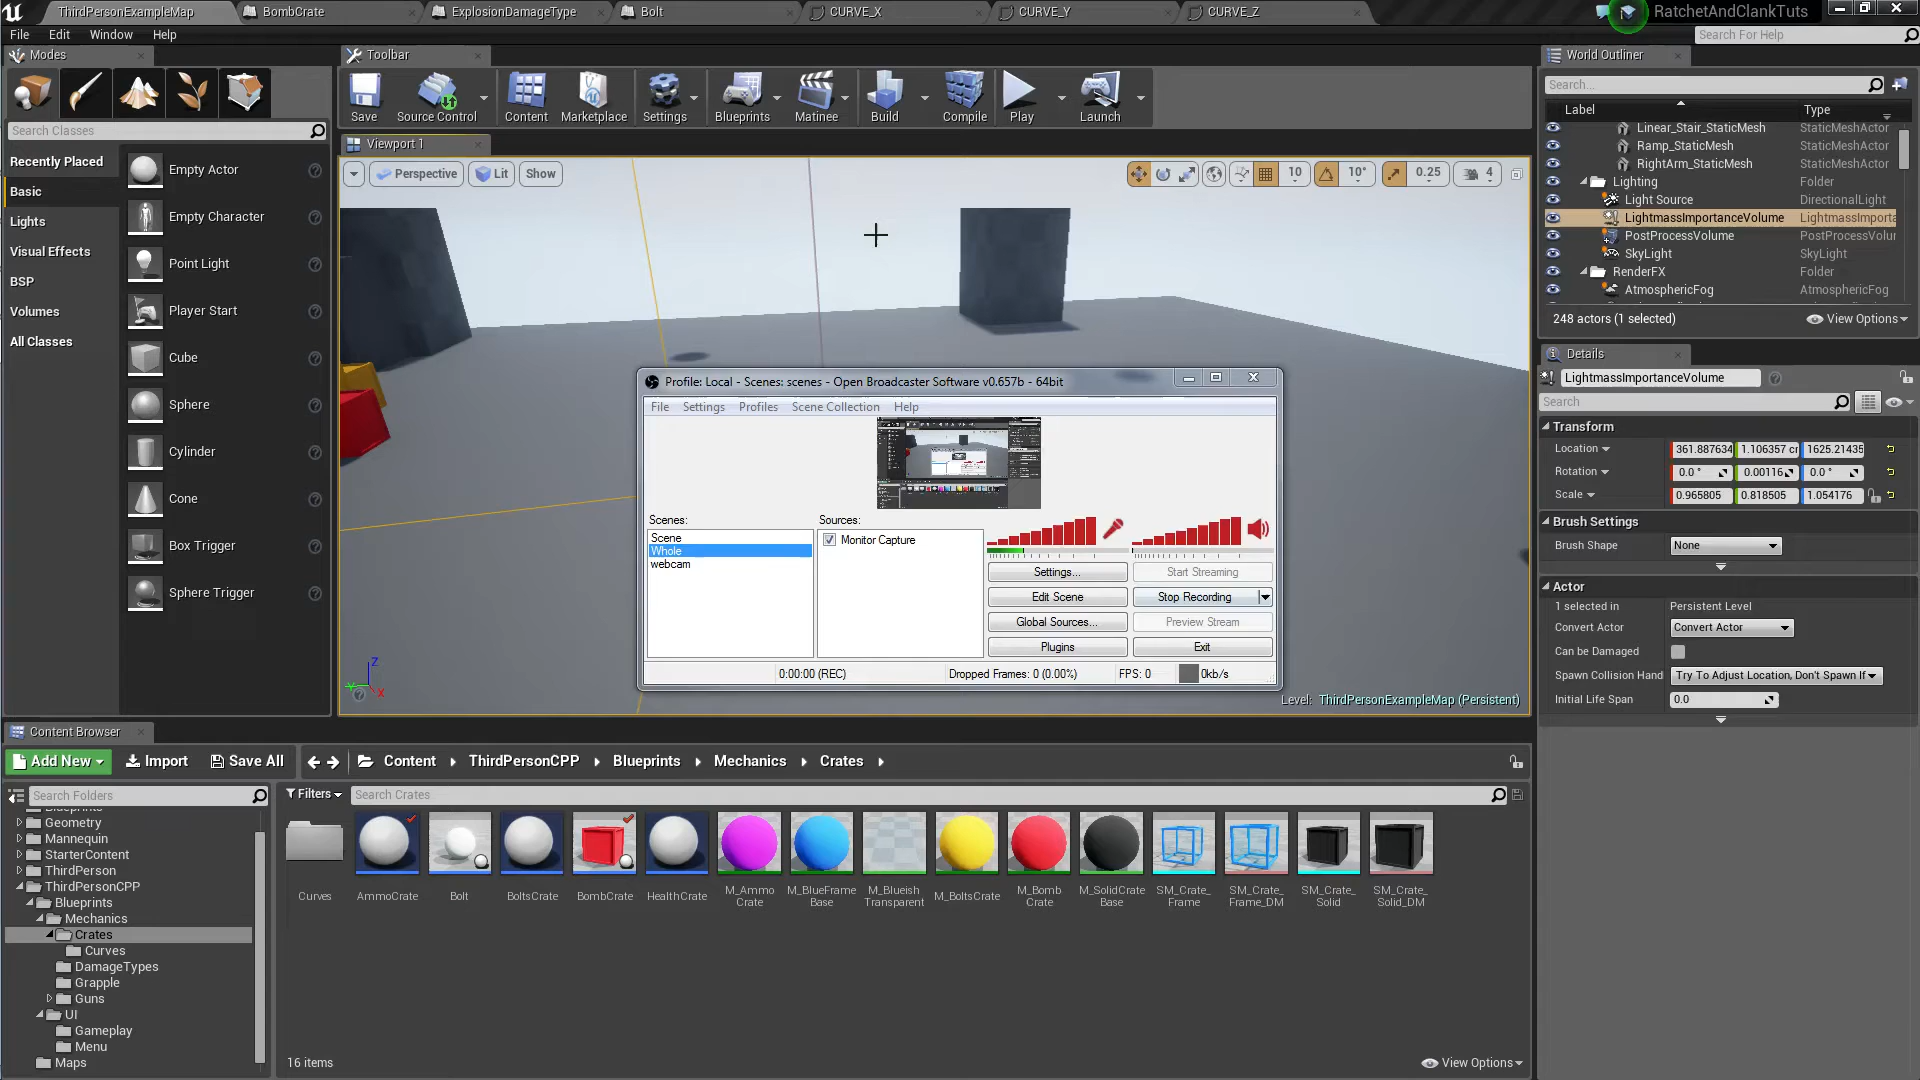 ThirdPersonExampleMap
BombCrate
ExplosionDamageType
Bolt
CURVE_X
CURVE_Y
CURVE_Z
RatchetAndClankTuts
File Edit Window Help
Search For Help
Modes
Toolbar
World Outliner
Save
Source Control
Content
Marketplace
Settings
Blueprints
Matinee
Build
Compile
Play
Launch
Search Classes
Recently Placed
Basic
Lights
Visual Effects
BSP
Volumes
All Classes
Empty Actor
Empty Character
Point Light
Player Start
Cube
Sphere
Cylinder
Cone
Box Trigger
Sphere Trigger
Viewport 1
Perspective Lit Show
10 10° 0.25 4
Search...
Label Type
Linear_Stair_StaticMesh StaticMeshActor
Ramp_StaticMesh StaticMeshActor
RightArm_StaticMesh StaticMeshActor
Lighting Folder
Light Source DirectionalLight
LightmassImportanceVolume LightmassImporta
PostProcessVolume PostProcessVolur
SkyLight SkyLight
RenderFX Folder
AtmosphericFog AtmosphericFog
248 actors (1 selected) View Options
Details
LightmassImportanceVolume
Search
Transform
Location 361.887634 1.106357 cr 1625.21435
Rotation 0.0 ° 0.00116 0.0 °
Scale 0.965805 0.818505 1.054176
Brush Settings
Brush Shape None
Actor
1 selected in Persistent Level
Convert Actor Convert Actor
Can be Damaged
Spawn Collision Hand Try To Adjust Location, Don't Spawn If
Initial Life Span 0.0
Profile: Local - Scenes: scenes - Open Broadcaster Software v0.657b - 64bit
File Settings Profiles Scene Collection Help
Scenes:
Scene
Whole
webcam
Sources:
Monitor Capture
Settings... Start Streaming
Edit Scene Stop Recording
Global Sources... Preview Stream
Plugins Exit
0:00:00 (REC) Dropped Frames: 0 (0.00%) FPS: 0 0kb/s
Z
Y
X
Level: ThirdPersonExampleMap (Persistent)
Content Browser
Add New Import Save All
Content ThirdPersonCPP Blueprints Mechanics Crates
Search Folders
Filters
Search Crates
Blueprints
Geometry
Mannequin
StarterContent
ThirdPerson
ThirdPersonCPP
Blueprints
Mechanics
Crates
Curves
DamageTypes
Grapple
Guns
UI
Gameplay
Menu
Maps
Curves
AmmoCrate
Bolt
BoltsCrate
BombCrate
HealthCrate
M_Ammo
Crate
M_BlueFrame
Base
M_Blueish
Transparent
M_BoltsCrate
M_Bomb
Crate
M_SolidCrate
Base
SM_Crate_
Frame
SM_Crate_
Frame_DM
SM_Crate_
Solid
SM_Crate_
Solid_DM
16 items
View Options